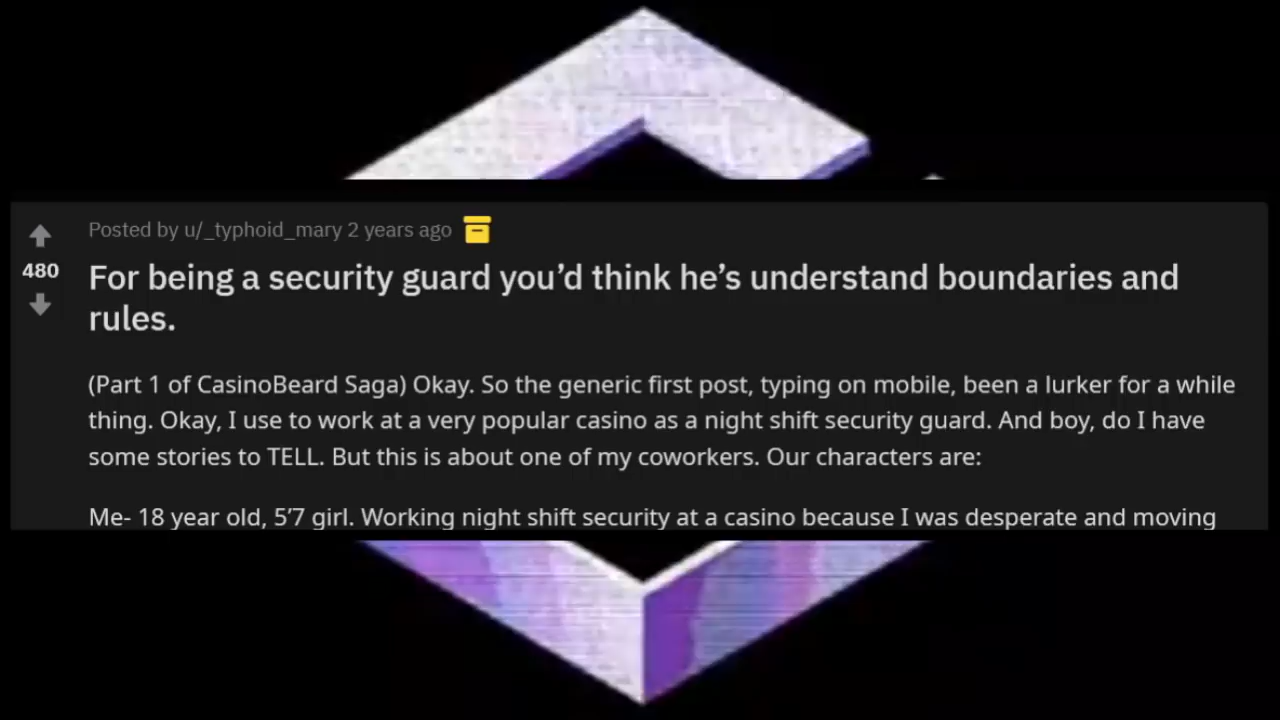 Posted by u/_typhoid_mary 2 years ago
480
For being a security guard you’d think he’s understand boundaries and
rules.
(Part 1 of CasinoBeard Saga) Okay. So the generic first post, typing on mobile, been a lurker for a while
thing. Okay, I use to work at a very popular casino as a night shift security guard. And boy, do I have
some stories to TELL. But this is about one of my coworkers. Our characters are:
Me- 18 year old, 5’7 girl. Working night shift security at a casino because I was desperate and moving